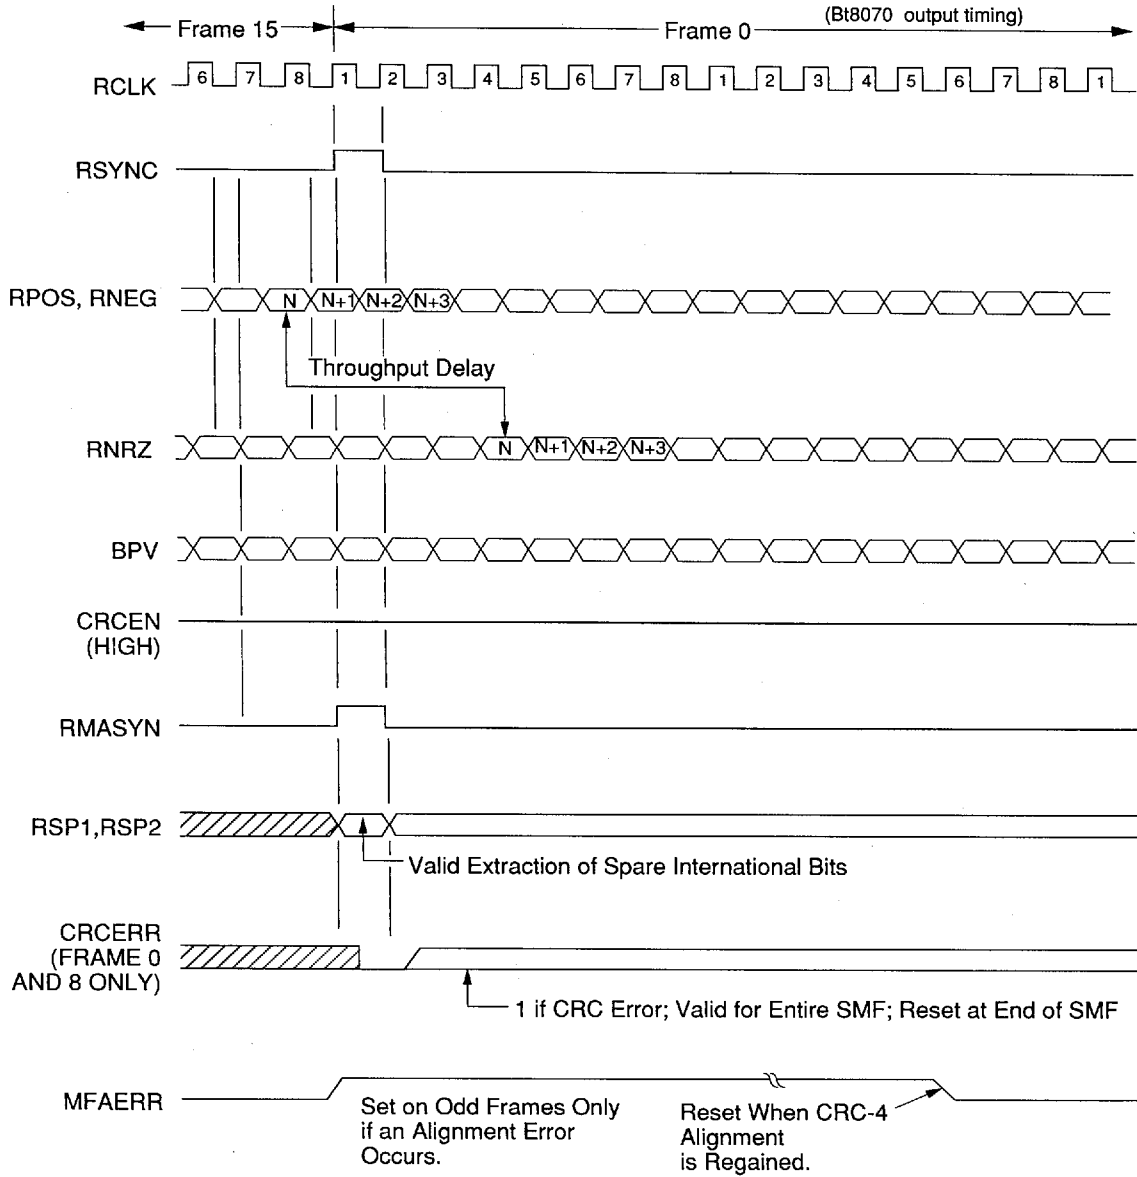 (Bt8070 output timing)
Frame 15
Frame 0
RCLK
6 7 8 1 2 3 4 5 6 7 8 1 2 3 4 5 6 7 8 1
RSYNC
RPOS, RNEG
N N+1 N+2 N+3
Throughput Delay
RNRZ
N N+1 N+2 N+3
BPV
CRCEN
(HIGH)
RMASYN
RSP1,RSP2
Valid Extraction of Spare International Bits
CRCERR
(FRAME 0
AND 8 ONLY)
1 if CRC Error; Valid for Entire SMF; Reset at End of SMF
MFAERR
Set on Odd Frames Only
if an Alignment Error
Occurs.
Reset When CRC-4
Alignment
is Regained.